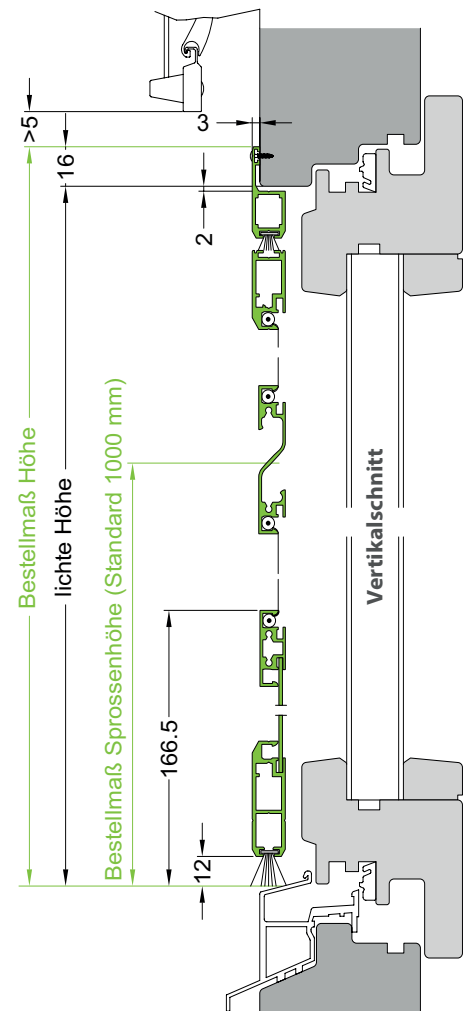 >5
3
16
2
Bestellmaß Höhe
lichte Höhe
Bestellmaß Sprossenhöhe (Standard 1000 mm)
Vertikalschnitt
166.5
12